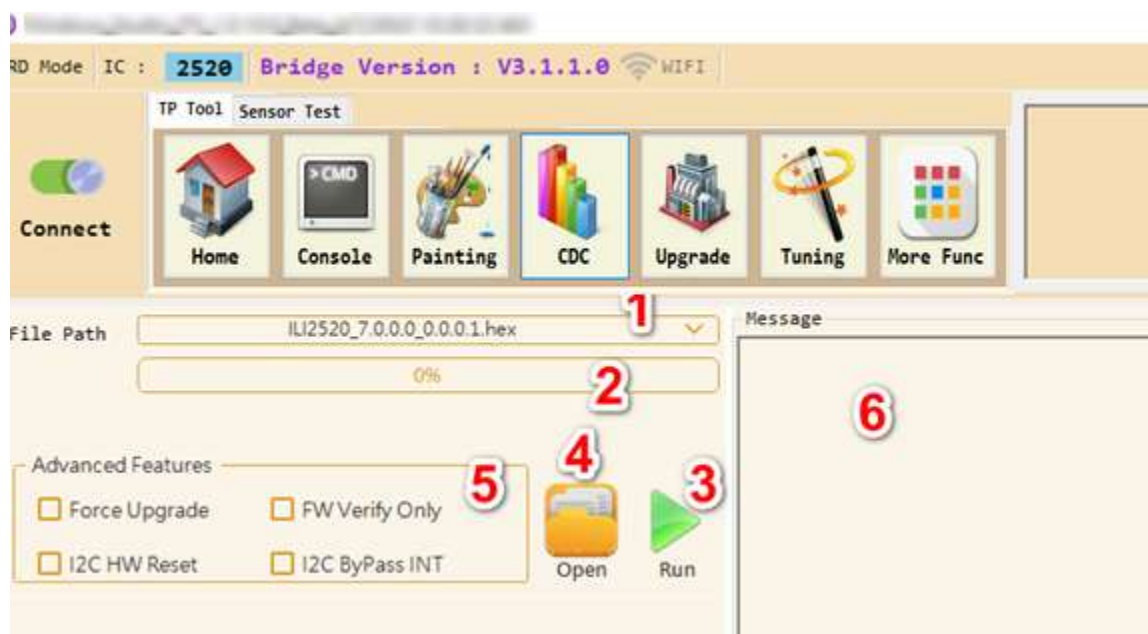 RD Mode IC : 2520 Bridge Version : V3.1.1.0 WIFI
TP Tool Sensor Test
Connect
>CMD
Home Console Painting CDC Upgrade Tuning More Func
1
File Path ILI2520_7.0.0.0_0.0.0.1.hex
Message
0% 2
6
4
Advanced Features 5 3
Force Upgrade FW Verify Only
I2C HW Reset I2C ByPass INT
Open Run